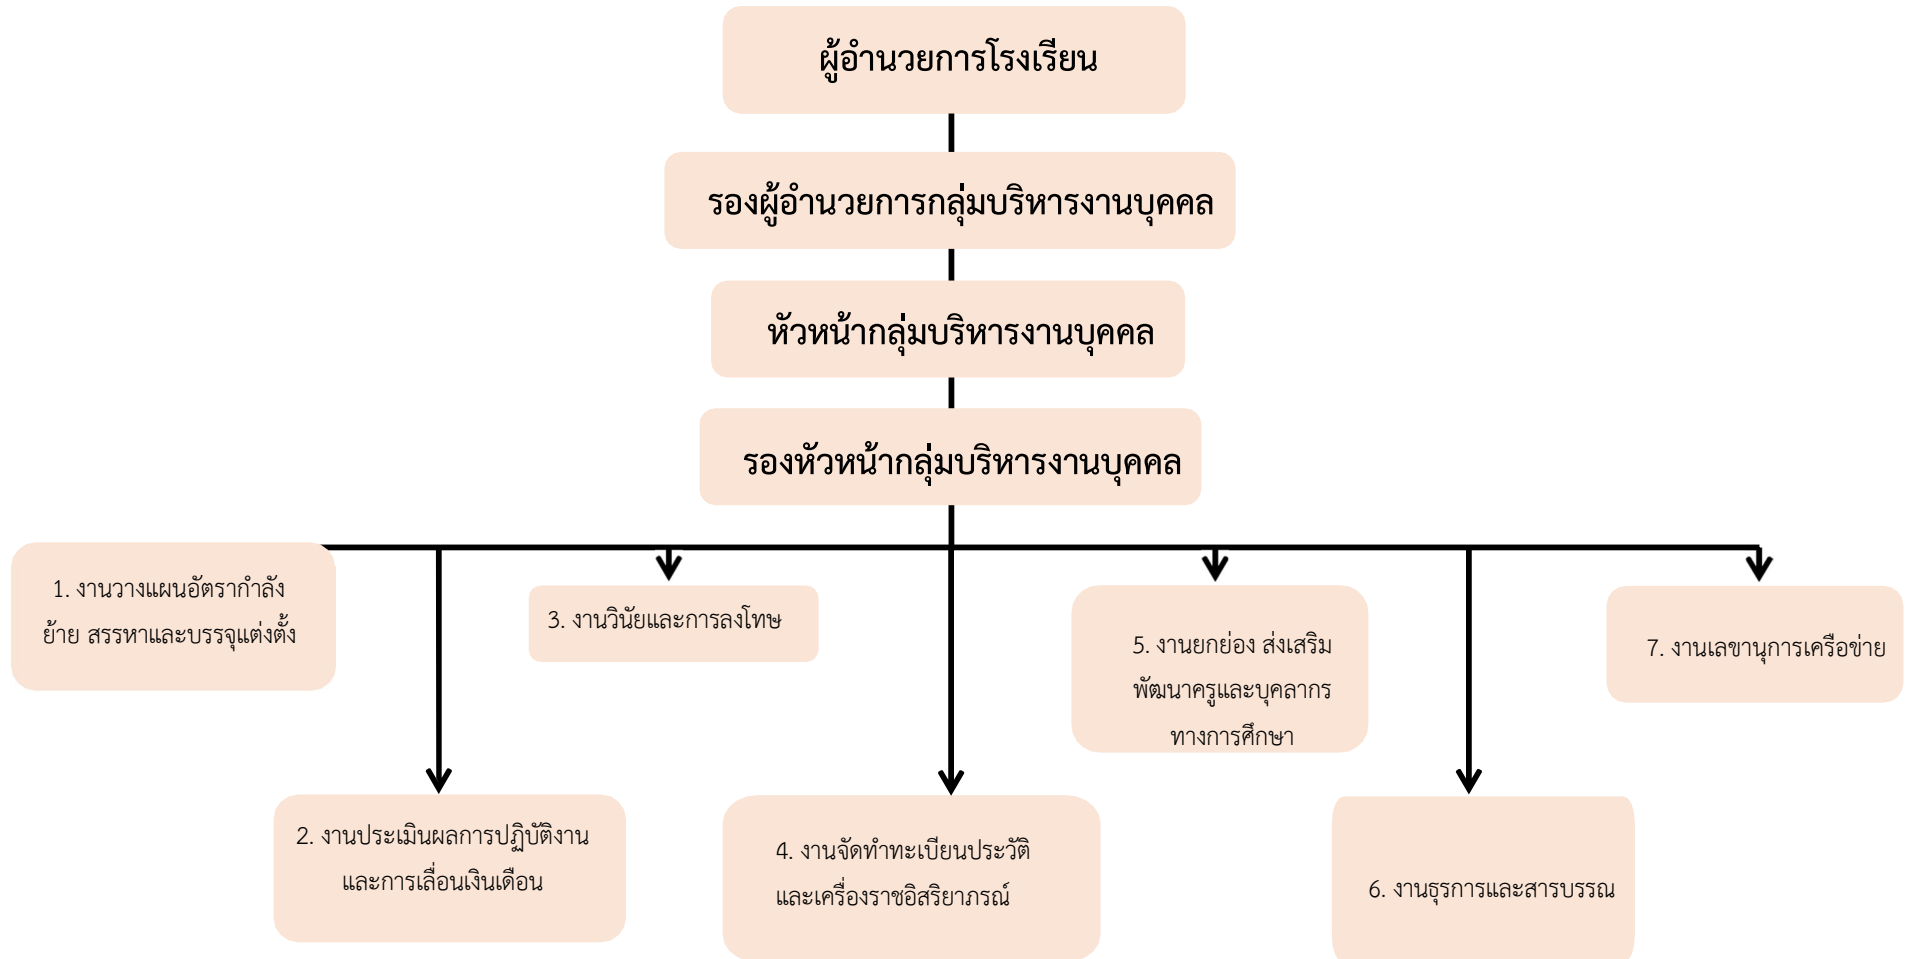 ผู้อำนวยการโรงเรียน
รองผู้อำนวยการกลุ่มบริหารงานบุคคล
หัวหน้ากลุ่มบริหารงานบุคคล
รองหัวหน้ากลุ่มบริหารงานบุคคล
1. งานวางแผนอัตรากำลัง
ย้าย สรรหาและบรรจุแต่งตั้ง
2. งานประเมินผลการปฏิบัติงาน
และการเลื่อนเงินเดือน
3. งานวินัยและการลงโทษ
4. งานจัดทำทะเบียนประวัติ
และเครื่องราชอิสริยาภรณ์
5. งานยกย่อง ส่งเสริม
พัฒนาครูและบุคลากร
ทางการศึกษา
6. งานธุรการและสารบรรณ
7. งานเลขานุการเครือข่าย